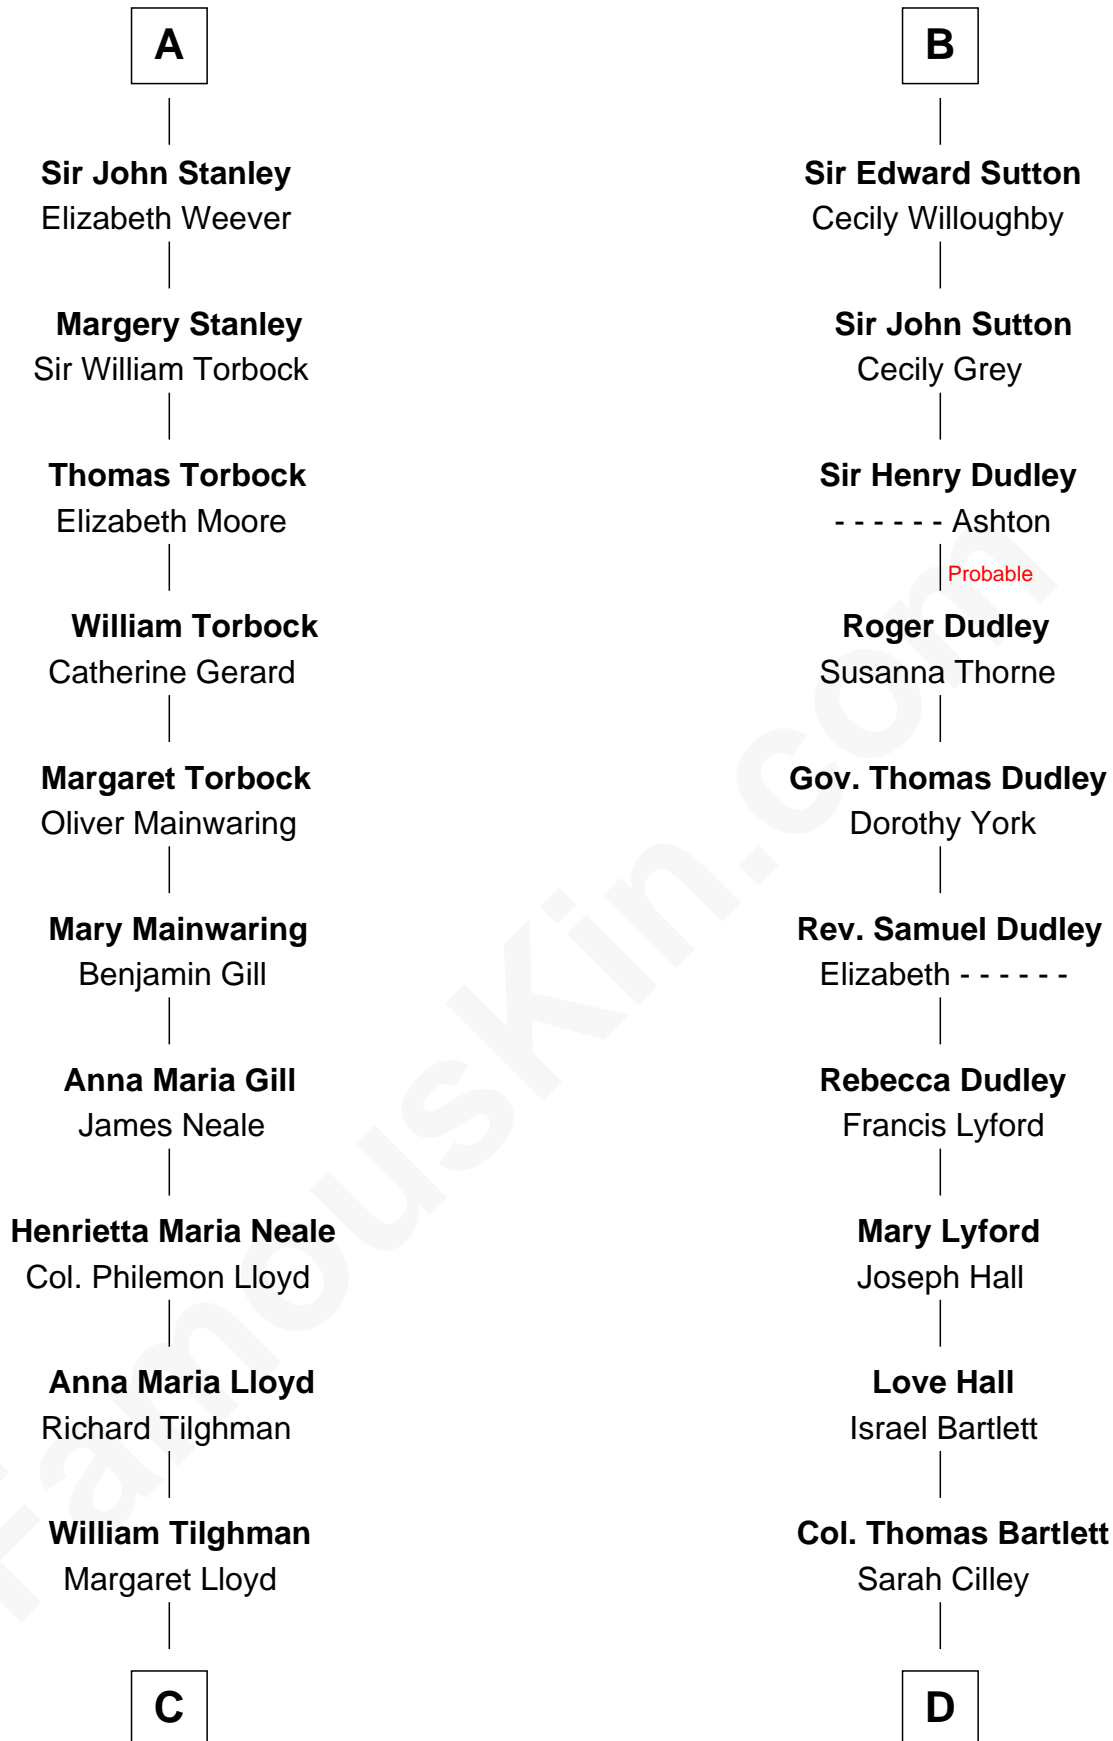 A
Sir John Stanley
Elizabeth Weever
Margery Stanley
Sir William Torbock
Thomas Torbock
Elizabeth Moore
William Torbock
Catherine Gerard
Margaret Torbock
Oliver Mainwaring
Mary Mainwaring
Benjamin Gill
Anna Maria Gill
James Neale
Henrietta Maria Neale
Col. Philemon Lloyd
Anna Maria Lloyd
Richard Tilghman
William Tilghman
Margaret Lloyd
C
B
Sir Edward Sutton
Cecily Willoughby
Sir John Sutton
Cecily Grey
Sir Henry Dudley
- - - - - - Ashton
Probable
Roger Dudley
Susanna Thorne
Gov. Thomas Dudley
Dorothy York
Rev. Samuel Dudley
Elizabeth - - - - - -
Rebecca Dudley
Francis Lyford
Mary Lyford
Joseph Hall
Love Hall
Israel Bartlett
Col. Thomas Bartlett
Sarah Cilley
D
FamousKin.com